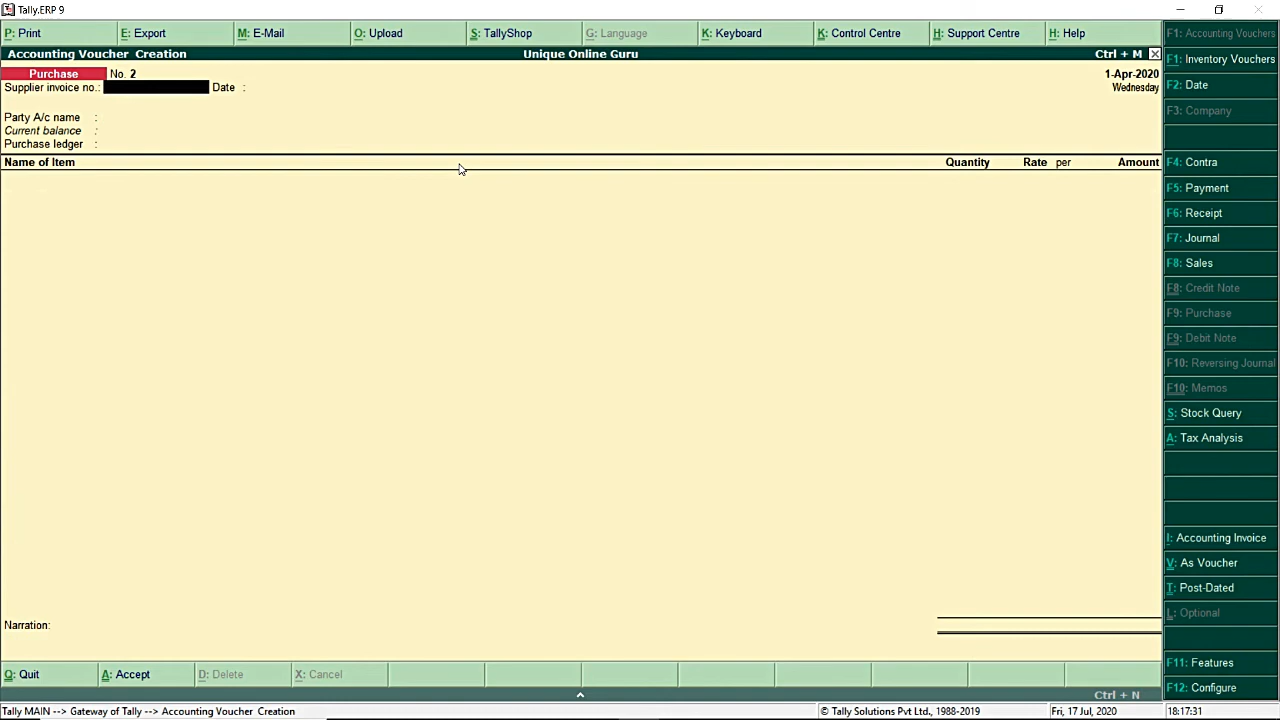 Tally.ERP 9
P: Print E: Export M: E-Mail O: Upload S: TallyShop G: Language K: Keyboard K: Control Centre H: Support Centre H: Help
Accounting Voucher Creation Unique Online Guru Ctrl + M
Purchase No. 2 1-Apr-2020
Supplier invoice no.: Date : Wednesday
Party A/c name :
Current balance :
Purchase ledger :
Name of Item Quantity Rate per Amount
Narration:
F1: Accounting Vouchers
F1: Inventory Vouchers
F2: Date
F3: Company
F4: Contra
F5: Payment
F6: Receipt
F7: Journal
F8: Sales
F8: Credit Note
F9: Purchase
F9: Debit Note
F10: Reversing Journal
F10: Memos
S: Stock Query
A: Tax Analysis
I: Accounting Invoice
V: As Voucher
T: Post-Dated
L: Optional
F11: Features
F12: Configure
Q: Quit A: Accept D: Delete X: Cancel
Ctrl + N
Tally MAIN --> Gateway of Tally --> Accounting Voucher Creation © Tally Solutions Pvt Ltd., 1988-2019 Fri, 17 Jul, 2020 18:17:31